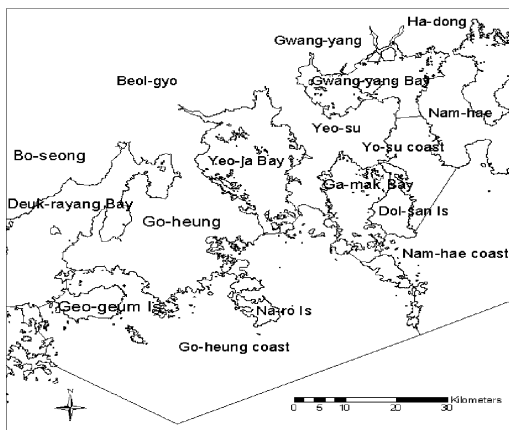 Ha-dong
Gwang-yang
Gwang-yang Bay
Beol-gyo
Nam-hae
Yeo-su
Yo-su coast
Bo-seong
Yeo-ja Bay
Ga-mak Bay
Deuk-rayang Bay
Dol-san Is
Go-heung
Nam-hae coast
Geo-geum Is
Na-ro Is
Go-heung coast
N
Kilometers
0 5 10 20 30